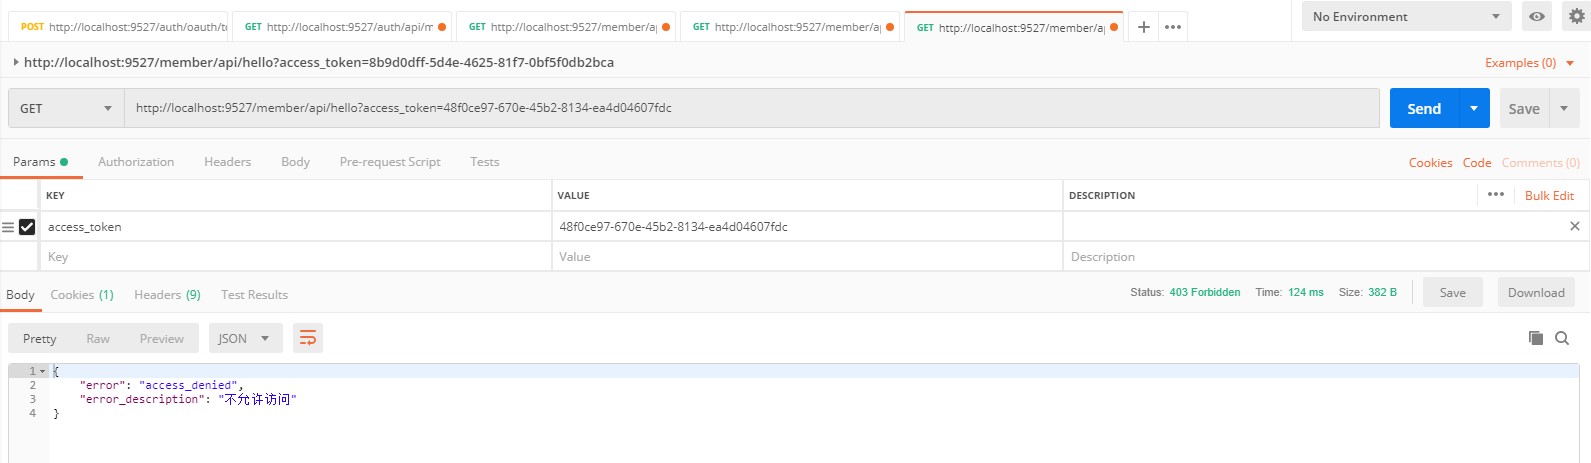 POST http://localhost:9527/auth/oauth/t GET http://localhost:9527/auth/api/m GET http://localhost:9527/member/a GET http://localhost:9527/member/a GET http://localhost:9527/member/a No Environment
http://localhost:9527/member/api/hello?access_token=8b9d0dff-5d4e-4625-81f7-0bf5f0db2bca Examples (0)
GET http://localhost:9527/member/api/hello?access_token=48f0ce97-670e-45b2-8134-ea4d04607fdc Send Save
Params Authorization Headers Body Pre-request Script Tests Cookies Code Comments (0)
KEY VALUE DESCRIPTION Bulk Edit
access_token 48f0ce97-670e-45b2-8134-ea4d04607fdc
Key Value Description
Body Cookies (1) Headers (9) Test Results Status: 403 Forbidden Time: 124 ms Size: 382 B Save Download
Pretty Raw Preview JSON
1 {
2 "error": "access_denied",
3 "error_description": "不允许访问"
4 }